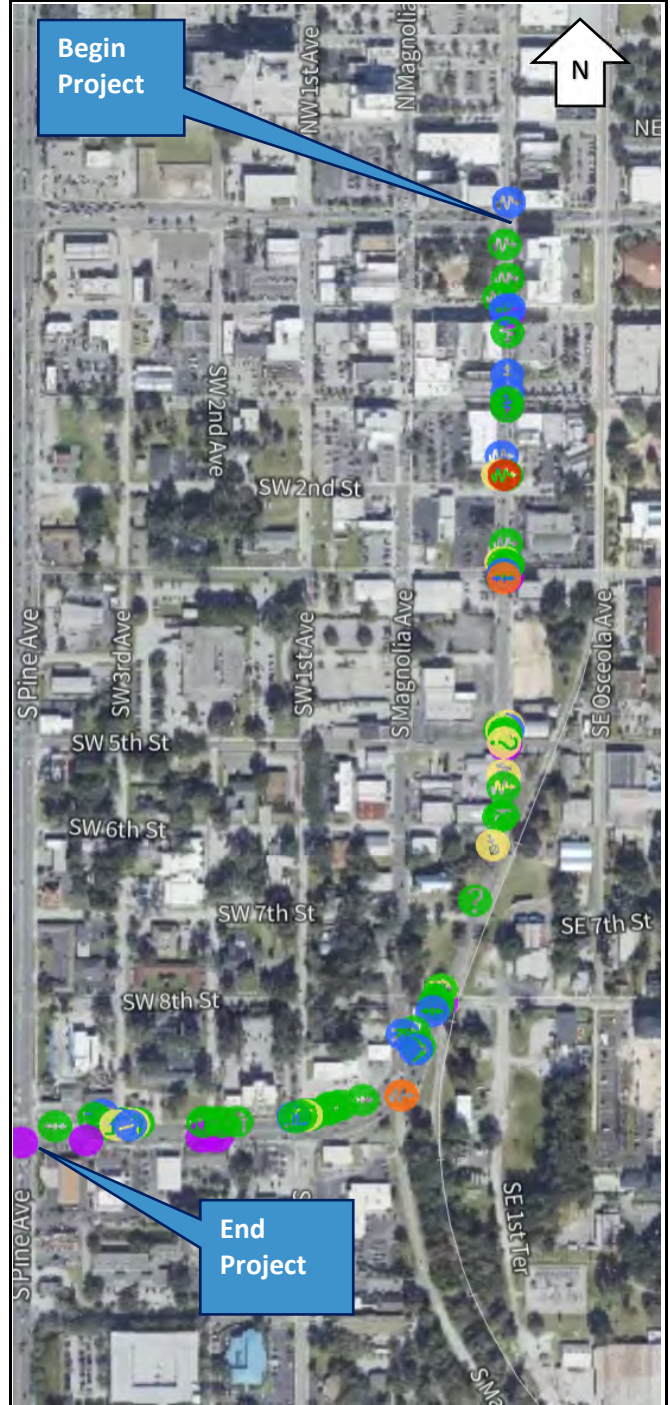 Begin
Project
NW 1st Ave
N Magnolia
N
NE
SW 2nd Ave
SW 2nd St
S Pine Ave
SW 3rd Ave
SW 1st Ave
S Magnolia Ave
SE Osceola Ave
SW 5th St
?
SW 6th St
SW 7th St
?
SE 7th St
SW 8th St
S Pine Ave
S
End
Project
SE 1st Ter
S Ma